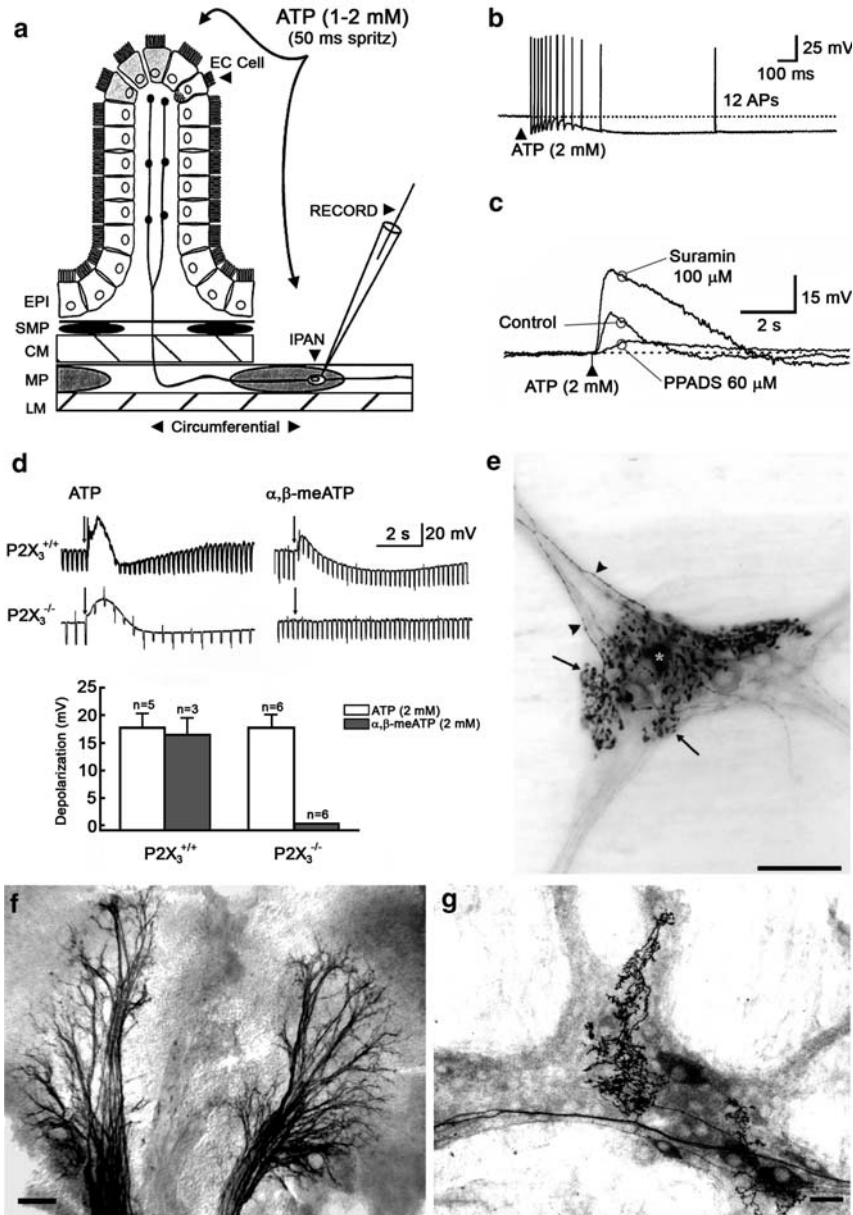 a
ATP (1-2 mM)
(50 ms spritz)
EC Cell
RECORD
EPI
SMP
CM
MP
LM
IPAN
Circumferential
b
25 mV
100 ms
12 APs
ATP (2 mM)
c
Suramin
100 µM
15 mV
2 s
Control
ATP (2 mM)
PPADS 60 µM
d
ATP
α,β-meATP
2 s
20 mV
P2X₃⁺/⁺
P2X₃⁻/⁻
Depolarization (mV)
25
20
15
10
5
0
n=5
n=3
n=6
n=6
ATP (2 mM)
α,β-meATP (2 mM)
P2X₃⁺/⁺
P2X₃⁻/⁻
e
*
f
g